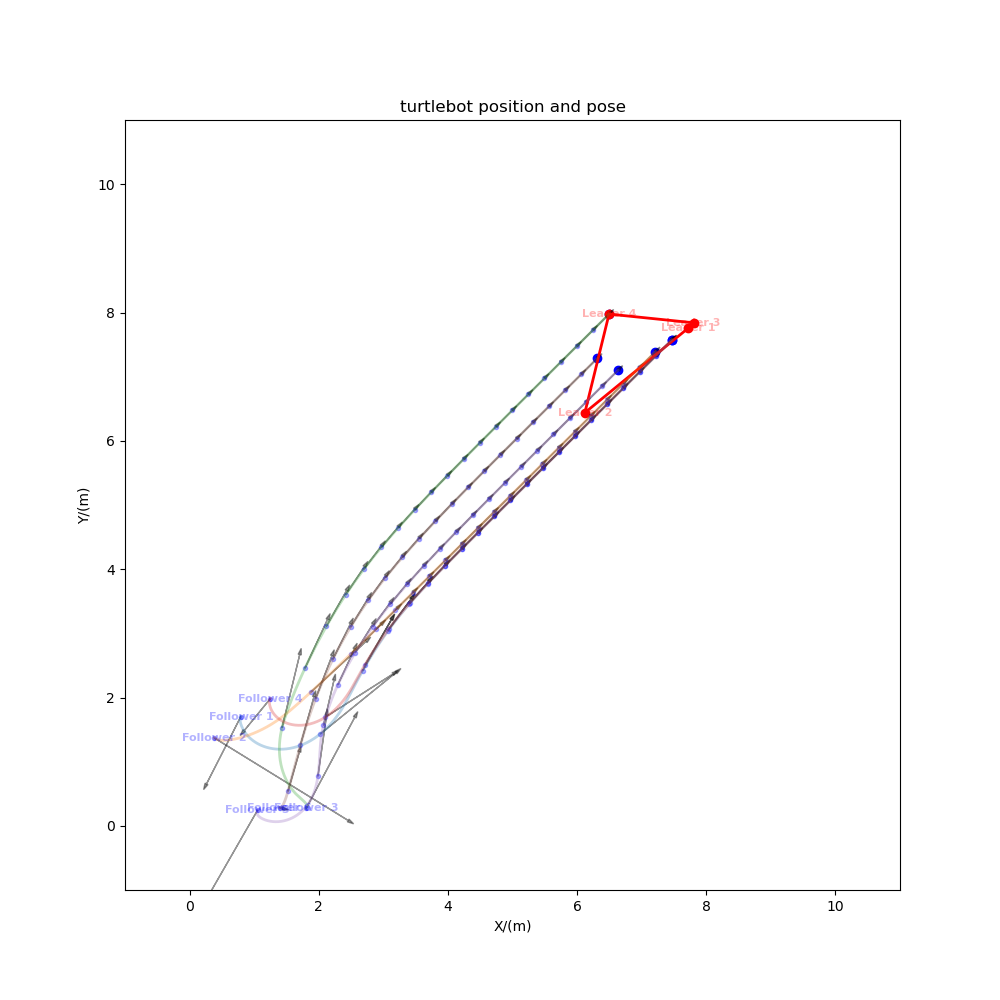 turtlebot position and pose
10
8
6
4
2
0
Y/(m)
Leader 4
Leader 1
Leader 2
Follower 4
Follower 1
Follower 2
Follower 3
0
2
4
6
8
10
X/(m)